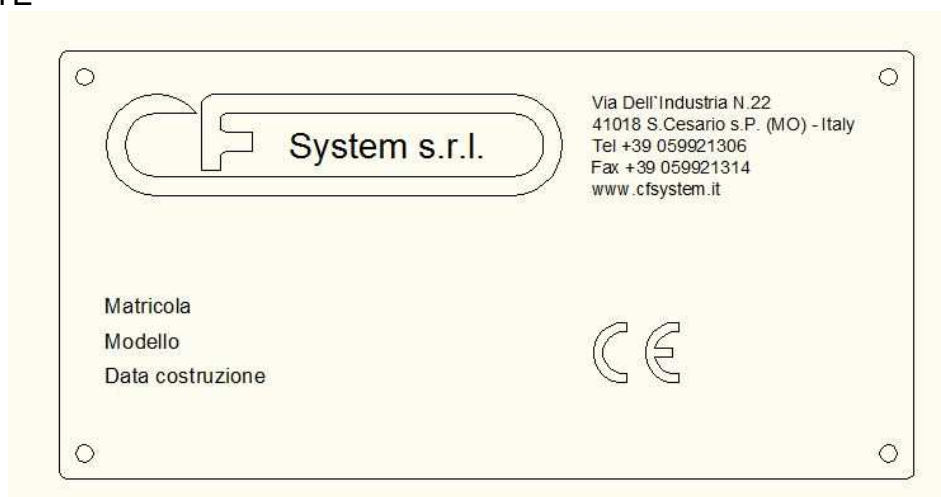 CF System s.r.l.
Via Dell`Industria N.22
41018 S.Cesario s.P. (MO) - Italy
Tel +39 059921306
Fax +39 059921314
www.cfsystem.it
Matricola
Modello
Data costruzione
CE